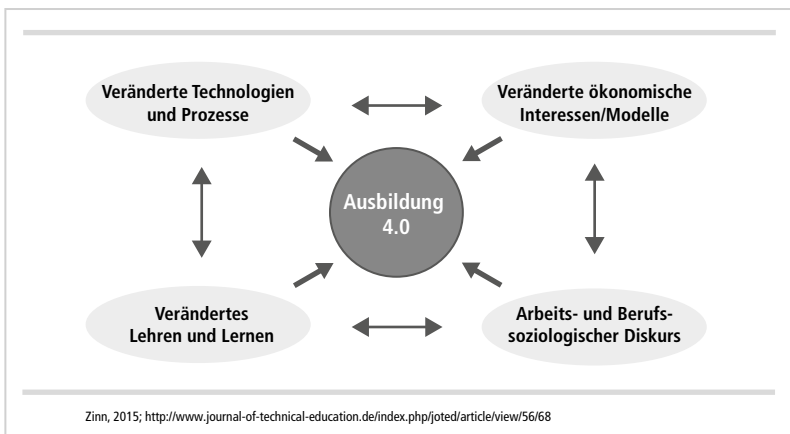 Veränderte Technologien
und Prozesse
Veränderte ökonomische
Interessen/Modelle
Ausbildung
4.0
Verändertes
Lehren und Lernen
Arbeits- und Berufs-
soziologischer Diskurs
Zinn, 2015; http://www.journal-of-technical-education.de/index.php/joted/article/view/56/68